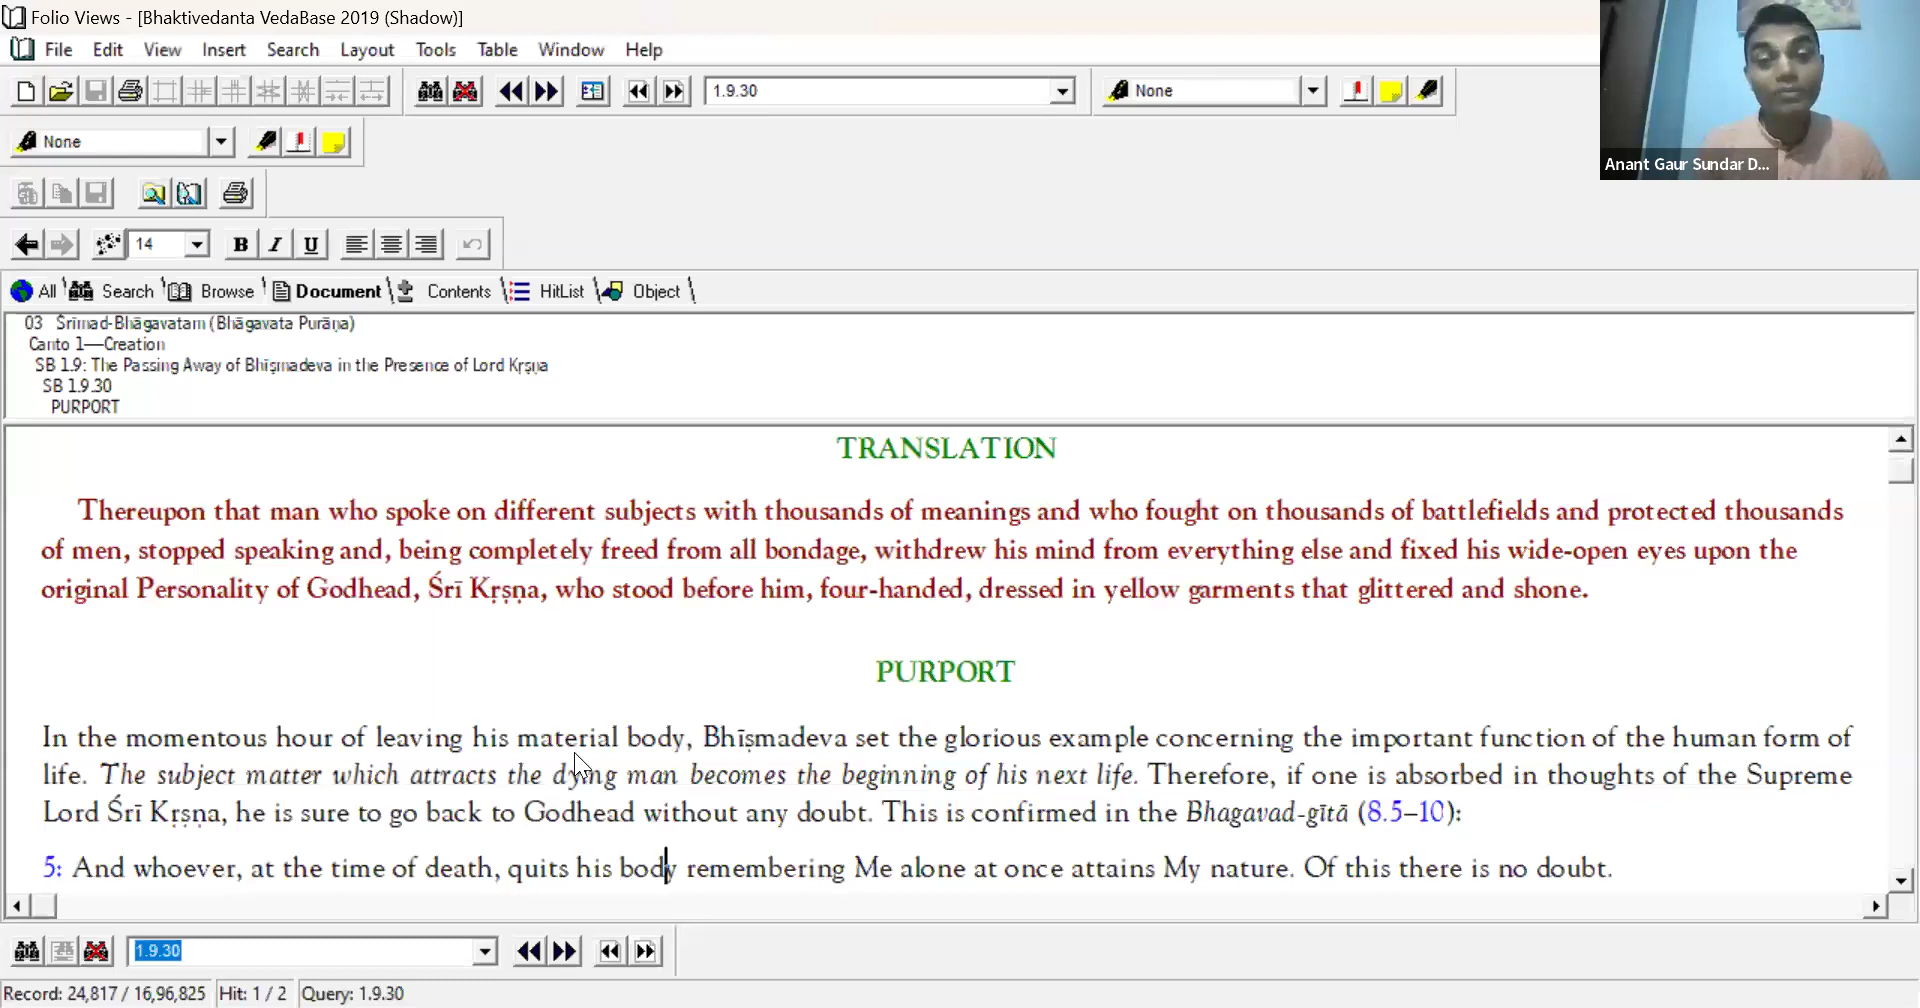 Folio Views - [Bhaktivedanta VedaBase 2019 (Shadow)]
File Edit View Insert Search Layout Tools Table Window Help
1.9.30 None
None
14 B I U
All Search Browse Document Contents HitList Object
03 Śrīmad-Bhāgavatam (Bhāgavata Purāṇa)
Canto 1—Creation
SB 1.9: The Passing Away of Bhīṣmadeva in the Presence of Lord Kṛṣṇa
SB 1.9.30
PURPORT
TRANSLATION
Thereupon that man who spoke on different subjects with thousands of meanings and who fought on thousands of battlefields and protected thousands
of men, stopped speaking and, being completely freed from all bondage, withdrew his mind from everything else and fixed his wide-open eyes upon the
original Personality of Godhead, Śrī Kṛṣṇa, who stood before him, four-handed, dressed in yellow garments that glittered and shone.
PURPORT
In the momentous hour of leaving his material body, Bhīṣmadeva set the glorious example concerning the important function of the human form of
life. The subject matter which attracts the dying man becomes the beginning of his next life. Therefore, if one is absorbed in thoughts of the Supreme
Lord Śrī Kṛṣṇa, he is sure to go back to Godhead without any doubt. This is confirmed in the Bhagavad-gītā (8.5–10):
5: And whoever, at the time of death, quits his body remembering Me alone at once attains My nature. Of this there is no doubt.
1.9.30
Record: 24,817 / 16,96,825 Hit: 1 / 2 Query: 1.9.30
Anant Gaur Sundar D...